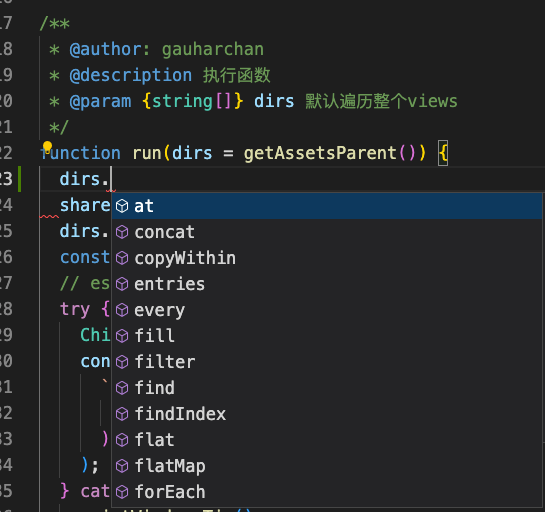 17 /**
18 * @author: gauharchan
19 * @description 执行函数
20 * @param {string[]} dirs 默认遍历整个views
21 */
22 function run(dirs = getAssetsParent()) {
23 dirs.
24 share
at
25 dirs.
concat
26 const
copyWithin
27 // es
entries
28 try {
every
29 Chi
fill
30 con
filter
31 `
find
32
findIndex
33 )
flat
34 );
flatMap
35 } cat
forEach